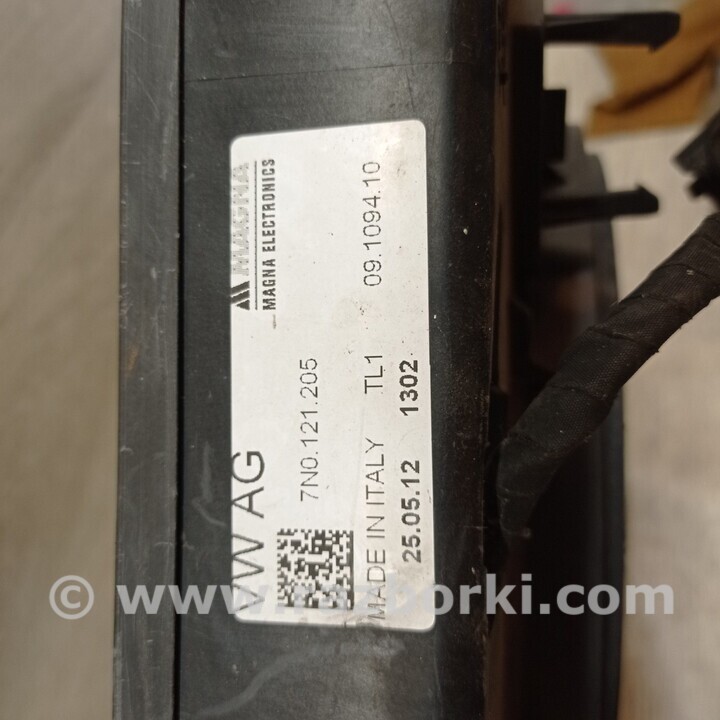 MAGNA
MAGNA ELECTRONICS
VW AG
7N0.121.205
MADE IN ITALY TL1 09.1094.10
25.05.12 1302
© www.razborki.com